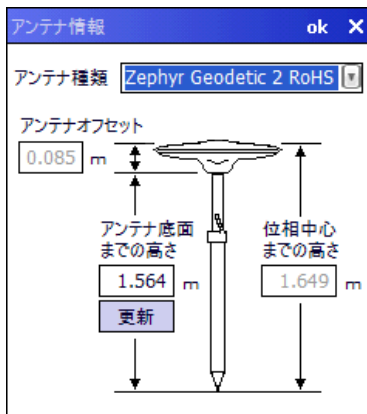 アンテナ情報 ok ×
アンテナ種類 Zephyr Geodetic 2 RoHS
アンテナオフセット
0.085 m
アンテナ底面
までの高さ
1.564 m
更新
位相中心
までの高さ
1.649 m